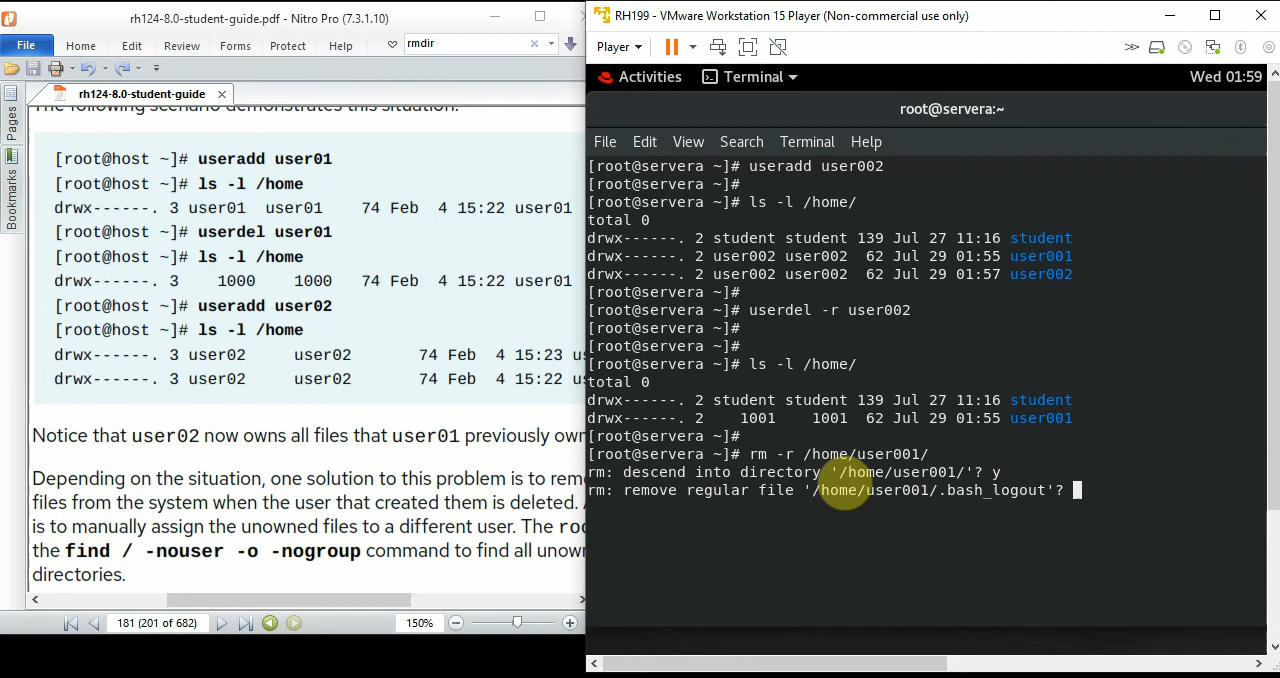 rh124-8.0-student-guide.pdf - Nitro Pro (7.3.1.10)
File Home Edit Review Forms Protect Help rmdir
rh124-8.0-student-guide
Pages
Bookmarks
The following scenario demonstrates this situation.
[root@host ~]# useradd user01
[root@host ~]# ls -l /home
drwx------. 3 user01 user01 74 Feb 4 15:22 user01
[root@host ~]# userdel user01
[root@host ~]# ls -l /home
drwx------. 3 1000 1000 74 Feb 4 15:22 user01
[root@host ~]# useradd user02
[root@host ~]# ls -l /home
drwx------. 3 user02 user02 74 Feb 4 15:23 us
drwx------. 3 user02 user02 74 Feb 4 15:22 us
Notice that user02 now owns all files that user01 previously own
Depending on the situation, one solution to this problem is to remo
files from the system when the user that created them is deleted.
is to manually assign the unowned files to a different user. The roo
the find / -nouser -o -nogroup command to find all unow
directories.
181 (201 of 682) 150%
RH199 - VMware Workstation 15 Player (Non-commercial use only)
Player
Activities Terminal Wed 01:59
root@servera:~
File Edit View Search Terminal Help
[root@servera ~]# useradd user002
[root@servera ~]#
[root@servera ~]# ls -l /home/
total 0
drwx------. 2 student student 139 Jul 27 11:16 student
drwx------. 2 user002 user002 62 Jul 29 01:55 user001
drwx------. 2 user002 user002 62 Jul 29 01:57 user002
[root@servera ~]#
[root@servera ~]# userdel -r user002
[root@servera ~]#
[root@servera ~]#
[root@servera ~]# ls -l /home/
total 0
drwx------. 2 student student 139 Jul 27 11:16 student
drwx------. 2 1001 1001 62 Jul 29 01:55 user001
[root@servera ~]#
[root@servera ~]# rm -r /home/user001/
rm: descend into directory '/home/user001/'? y
rm: remove regular file '/home/user001/.bash_logout'?